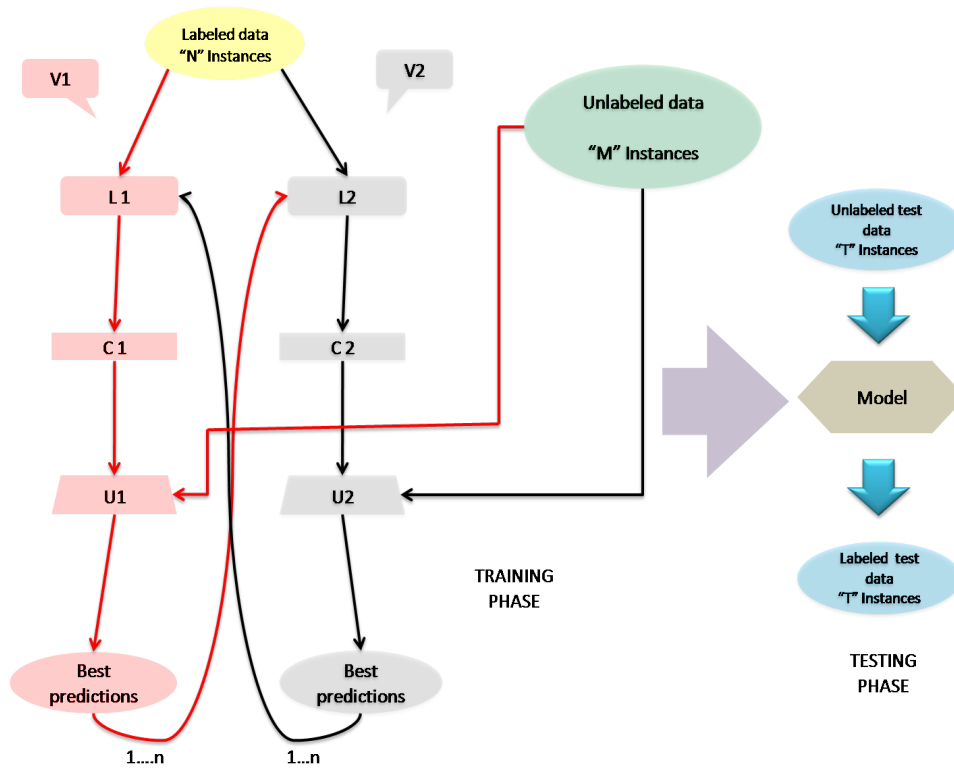 Labeled data
“N” Instances
V1
V2
Unlabeled data
“M” Instances
L 1
L2
Unlabeled test
data
“T” Instances
C 1
C 2
Model
U1
U2
TRAINING
PHASE
Labeled test
data
“T” Instances
Best
predictions
Best
predictions
TESTING
PHASE
1....n
1...n